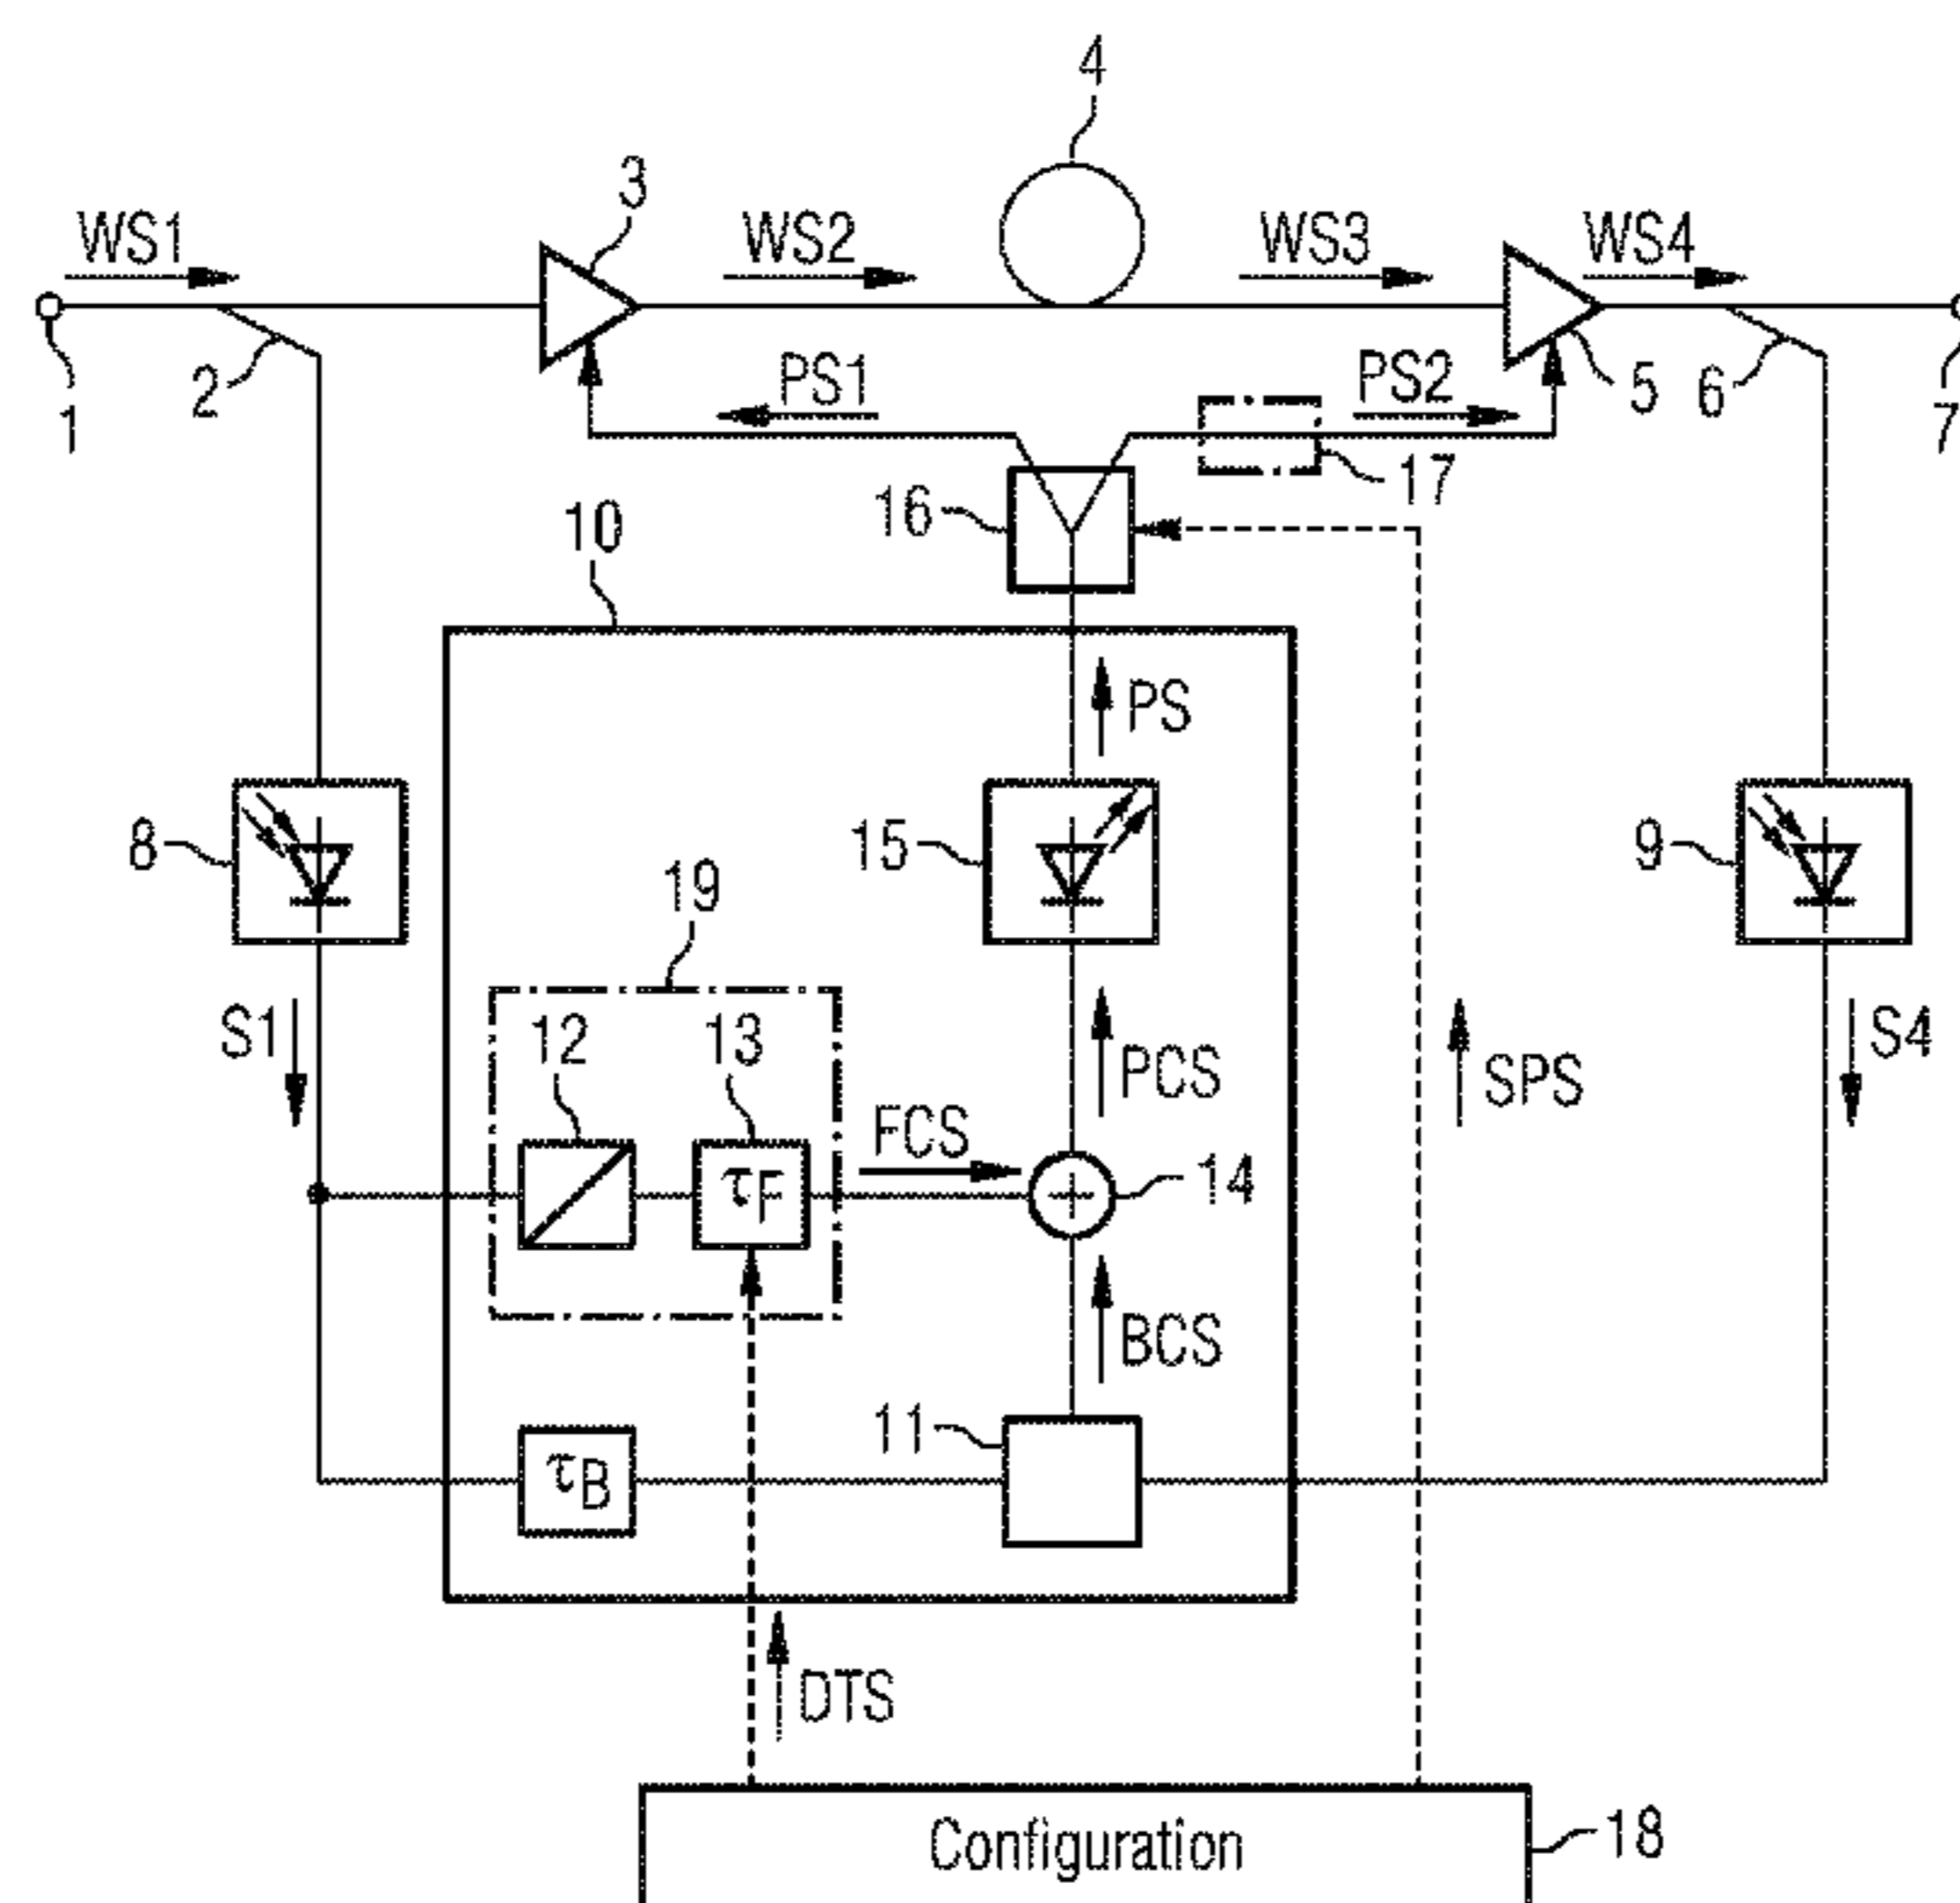 4
3
WS1
WS2
WS3
WS4
1
2
PS1
PS2
5
6
7
17
16
10
PS
8
15
9
19
S1
12
13
PCS
SPS
S4
FCS
τF
14
BCS
11
τB
DTS
Configuration
18